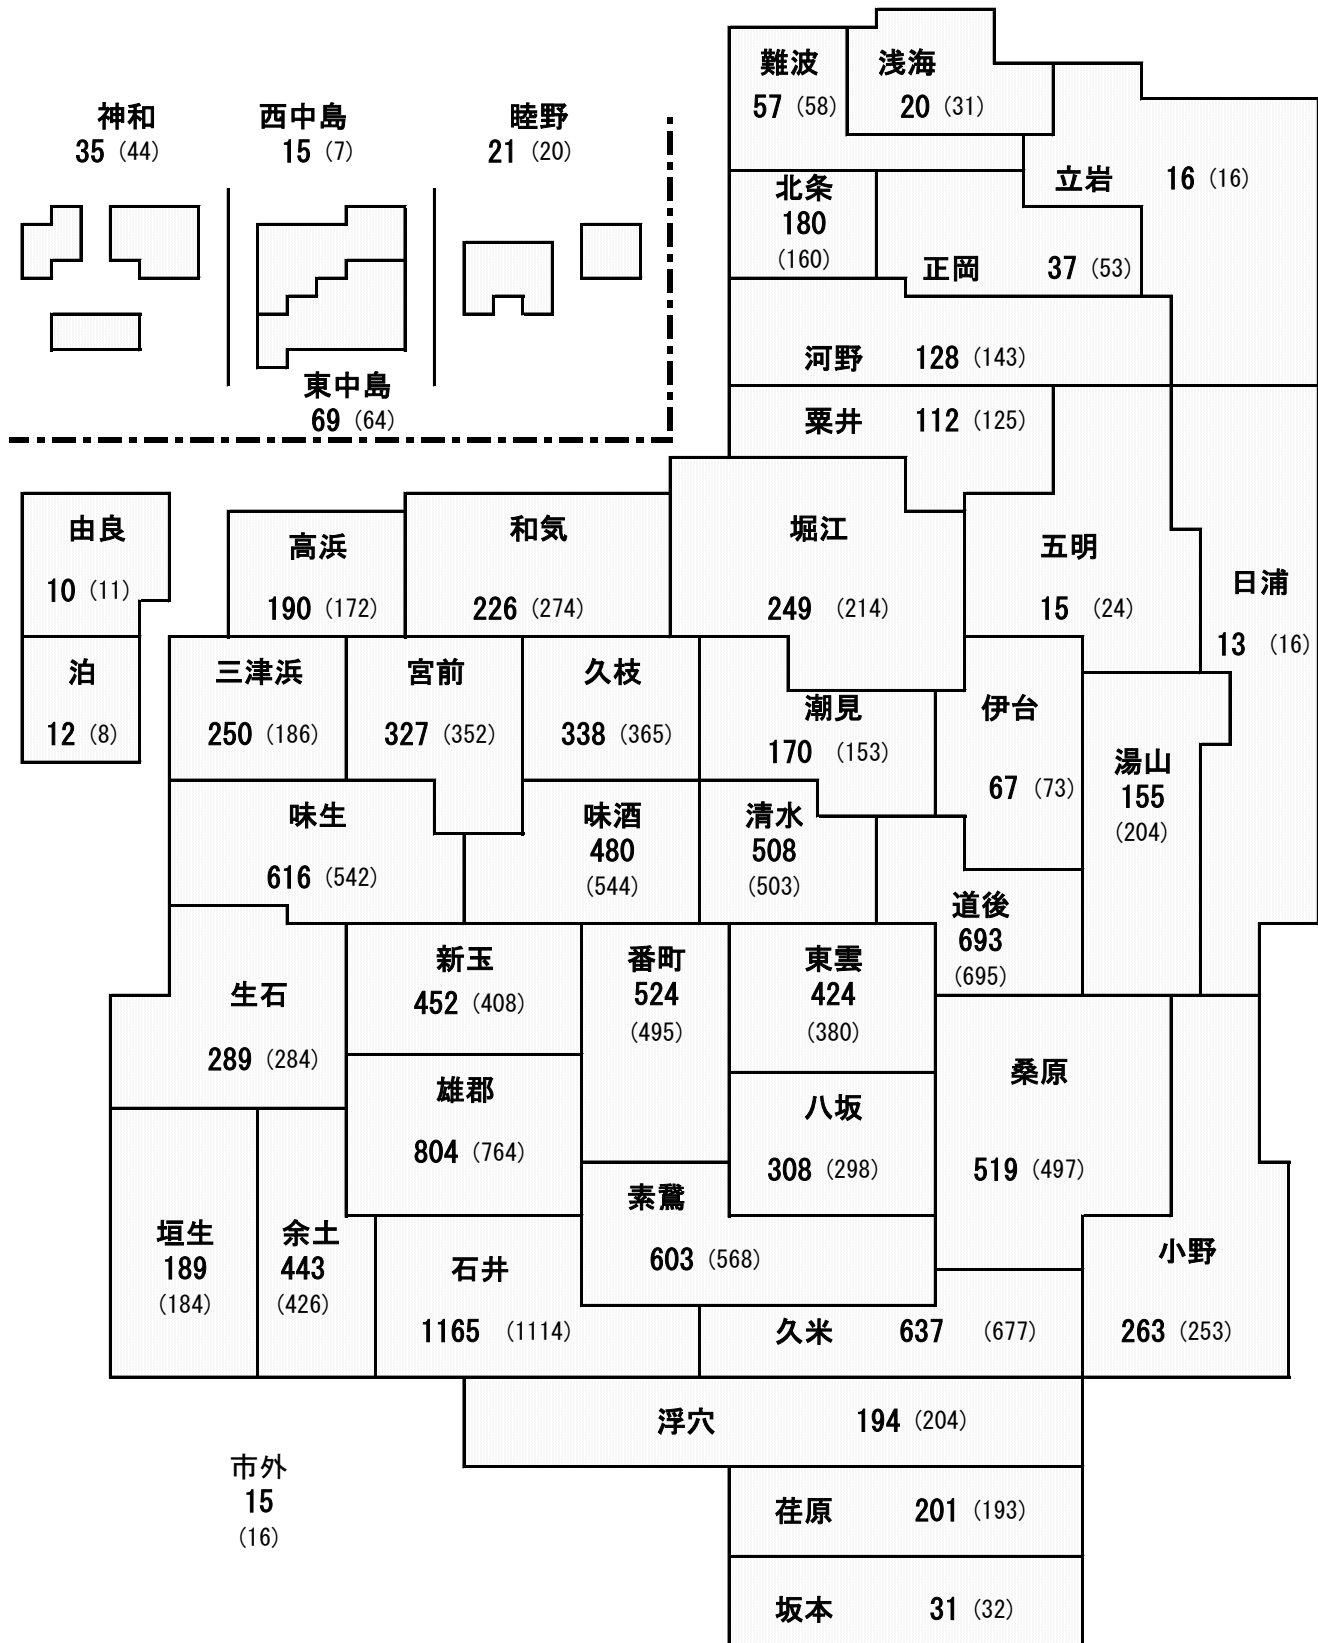 難波
57 (58)
浅海
20 (31)
神和
35 (44)
西中島
15 (7)
睦野
21 (20)
立岩 16 (16)
北条
180
(160)
正岡 37 (53)
河野 128 (143)
東中島
69 (64)
粟井 112 (125)
由良
10 (11)
高浜
190 (172)
和気
226 (274)
堀江
249 (214)
五明
15 (24)
日浦
13 (16)
泊
12 (8)
三津浜
250 (186)
宮前
327 (352)
久枝
338 (365)
潮見
170 (153)
伊台
67 (73)
湯山
155
(204)
味生
616 (542)
味酒
480
(544)
清水
508
(503)
道後
693
(695)
生石
289 (284)
新玉
452 (408)
番町
524
(495)
東雲
424
(380)
桑原
519 (497)
雄郡
804 (764)
八坂
308 (298)
素鵞
603 (568)
垣生
189
(184)
余土
443
(426)
石井
1165 (1114)
久米 637 (677)
小野
263 (253)
浮穴 194 (204)
市外
15
(16)
荏原 201 (193)
坂本 31 (32)